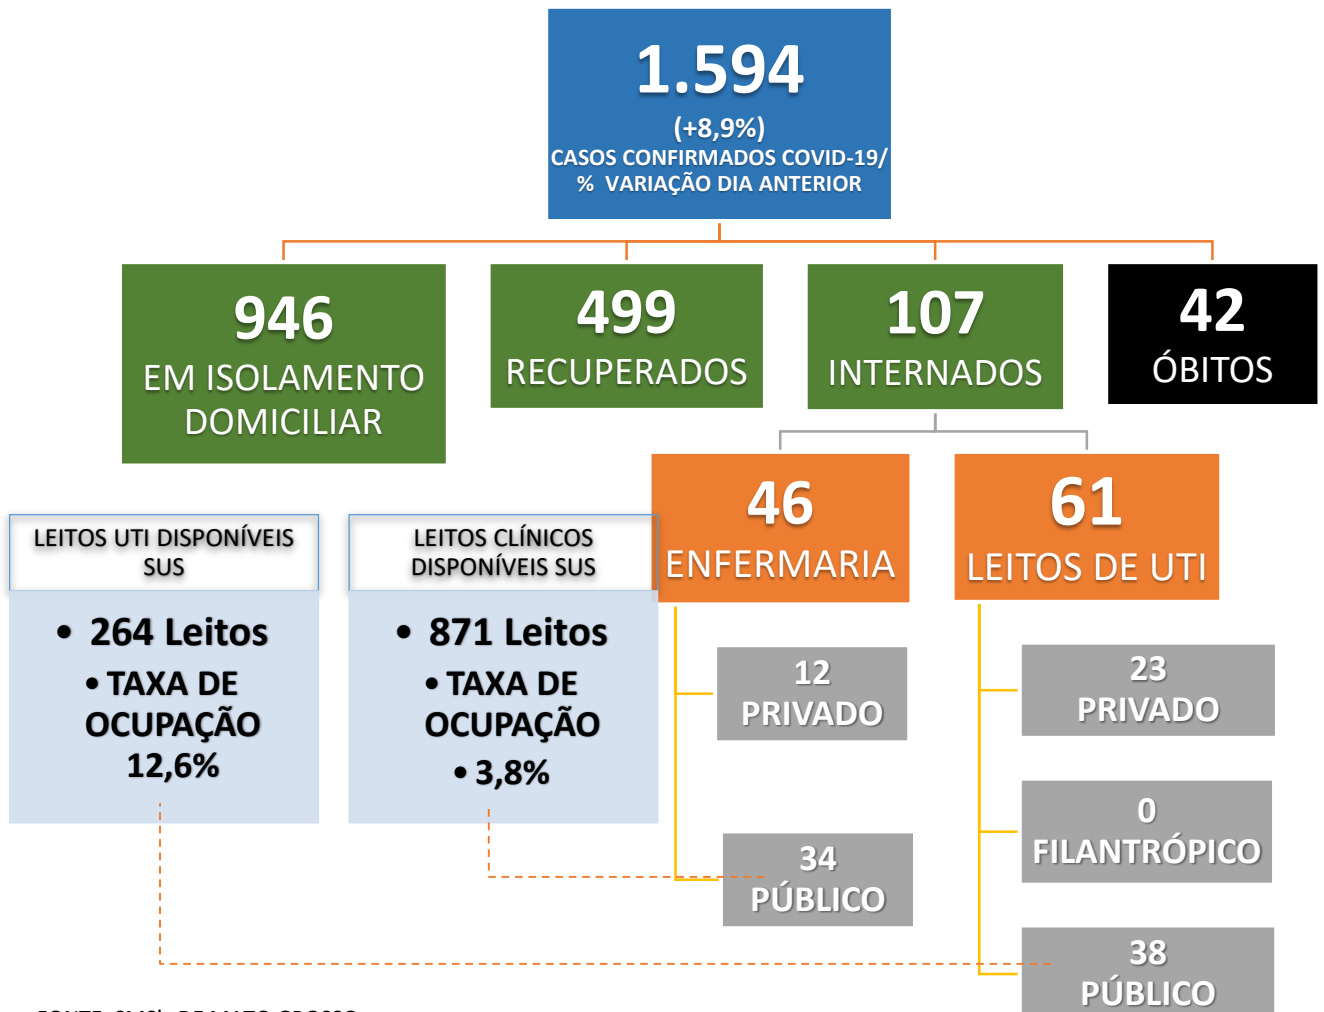 1.594
(+8,9%)
CASOS CONFIRMADOS COVID-19/
% VARIAÇÃO DIA ANTERIOR
946
EM ISOLAMENTO
DOMICILIAR
499
RECUPERADOS
107
INTERNADOS
42
ÓBITOS
46
ENFERMARIA
61
LEITOS DE UTI
LEITOS UTI DISPONÍVEIS
SUS
• 264 Leitos
• TAXA DE
OCUPAÇÃO
12,6%
LEITOS CLÍNICOS
DISPONÍVEIS SUS
• 871 Leitos
• TAXA DE
OCUPAÇÃO
• 3,8%
12
PRIVADO
34
PÚBLICO
23
PRIVADO
0
FILANTRÓPICO
38
PÚBLICO